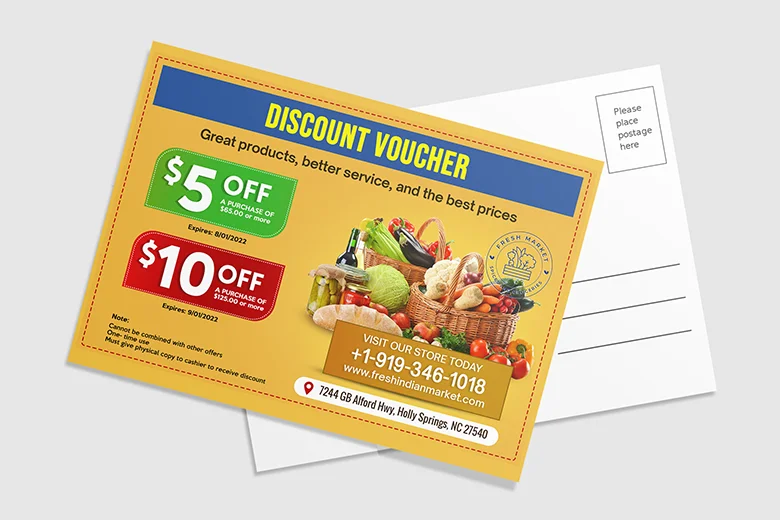 DISCOUNT VOUCHER
Great products, better service, and the best prices
$5 OFF
A PURCHASE OF
$65.00 or more
Expires: 8/01/2022
$10 OFF
A PURCHASE OF
$125.00 or more
Expires: 9/01/2022
Note:
Cannot be combined with other offers
One- time use
Must give physical copy to cashier to receive discount
FRESH MARKET
VISIT OUR STORE TODAY
+1-919-346-1018
www.freshindianmarket.com
7244 GB Alford Hwy, Holly Springs, NC 27540
Please
place
postage
here